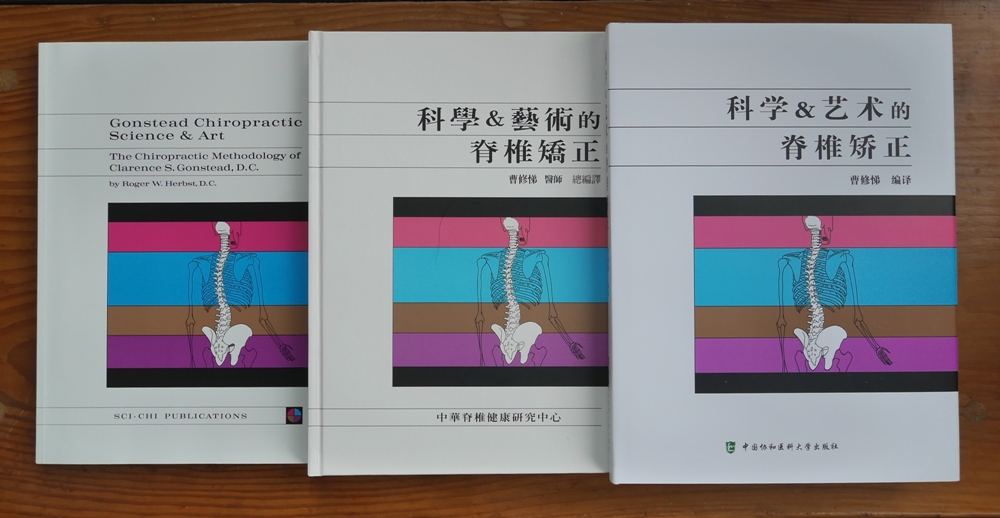 Gonstead Chiropractic
Science & Art
The Chiropractic Methodology of
Clarence S. Gonstead, D.C.
by Roger W. Herbst, D.C.
SCI-CHI PUBLICATIONS
科學&藝術的
脊椎矯正
曹修悌 醫師 總編譯
中華脊椎健康研究中心
科学&艺术的
脊椎矫正
曹修悌 编译
中国协和医科大学出版社